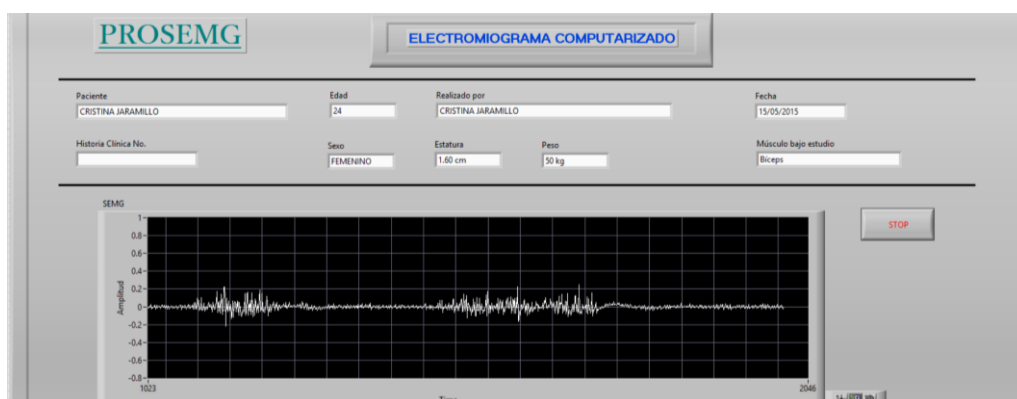 PROSEMG
ELECTROMIOGRAMA COMPUTARIZADO
Paciente Edad Realizado por Fecha
CRISTINA JARAMILLO 24 CRISTINA JARAMILLO 15/05/2015
Historia Clínica No. Sexo Estatura Peso Músculo bajo estudio
FEMENINO 1.60 cm 50 kg Bíceps
SEMG
STOP
1
0.8
0.6
0.4
0.2
0
-0.2
-0.4
-0.6
-0.8
Amplitud
1023 2046